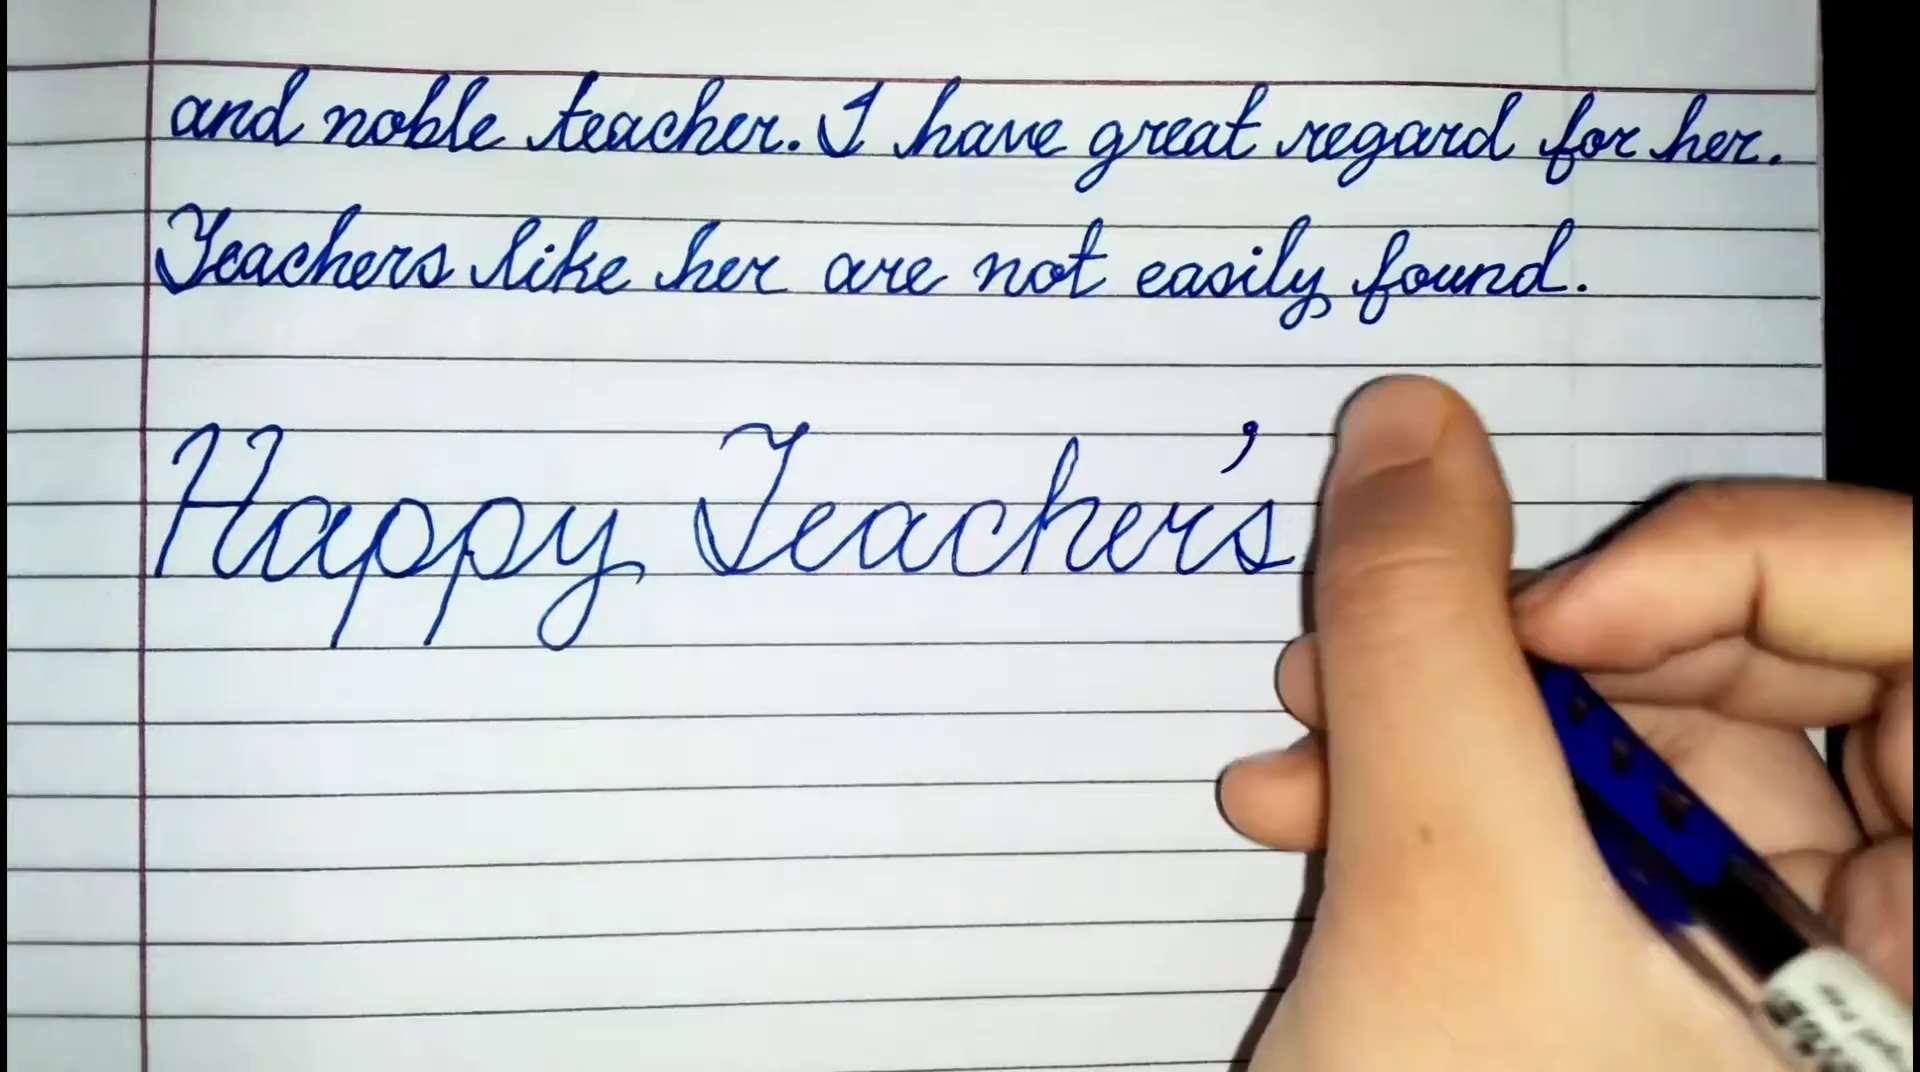 and noble teacher. I have great regard for her.
Teachers like her are not easily found.
Happy Teacher's